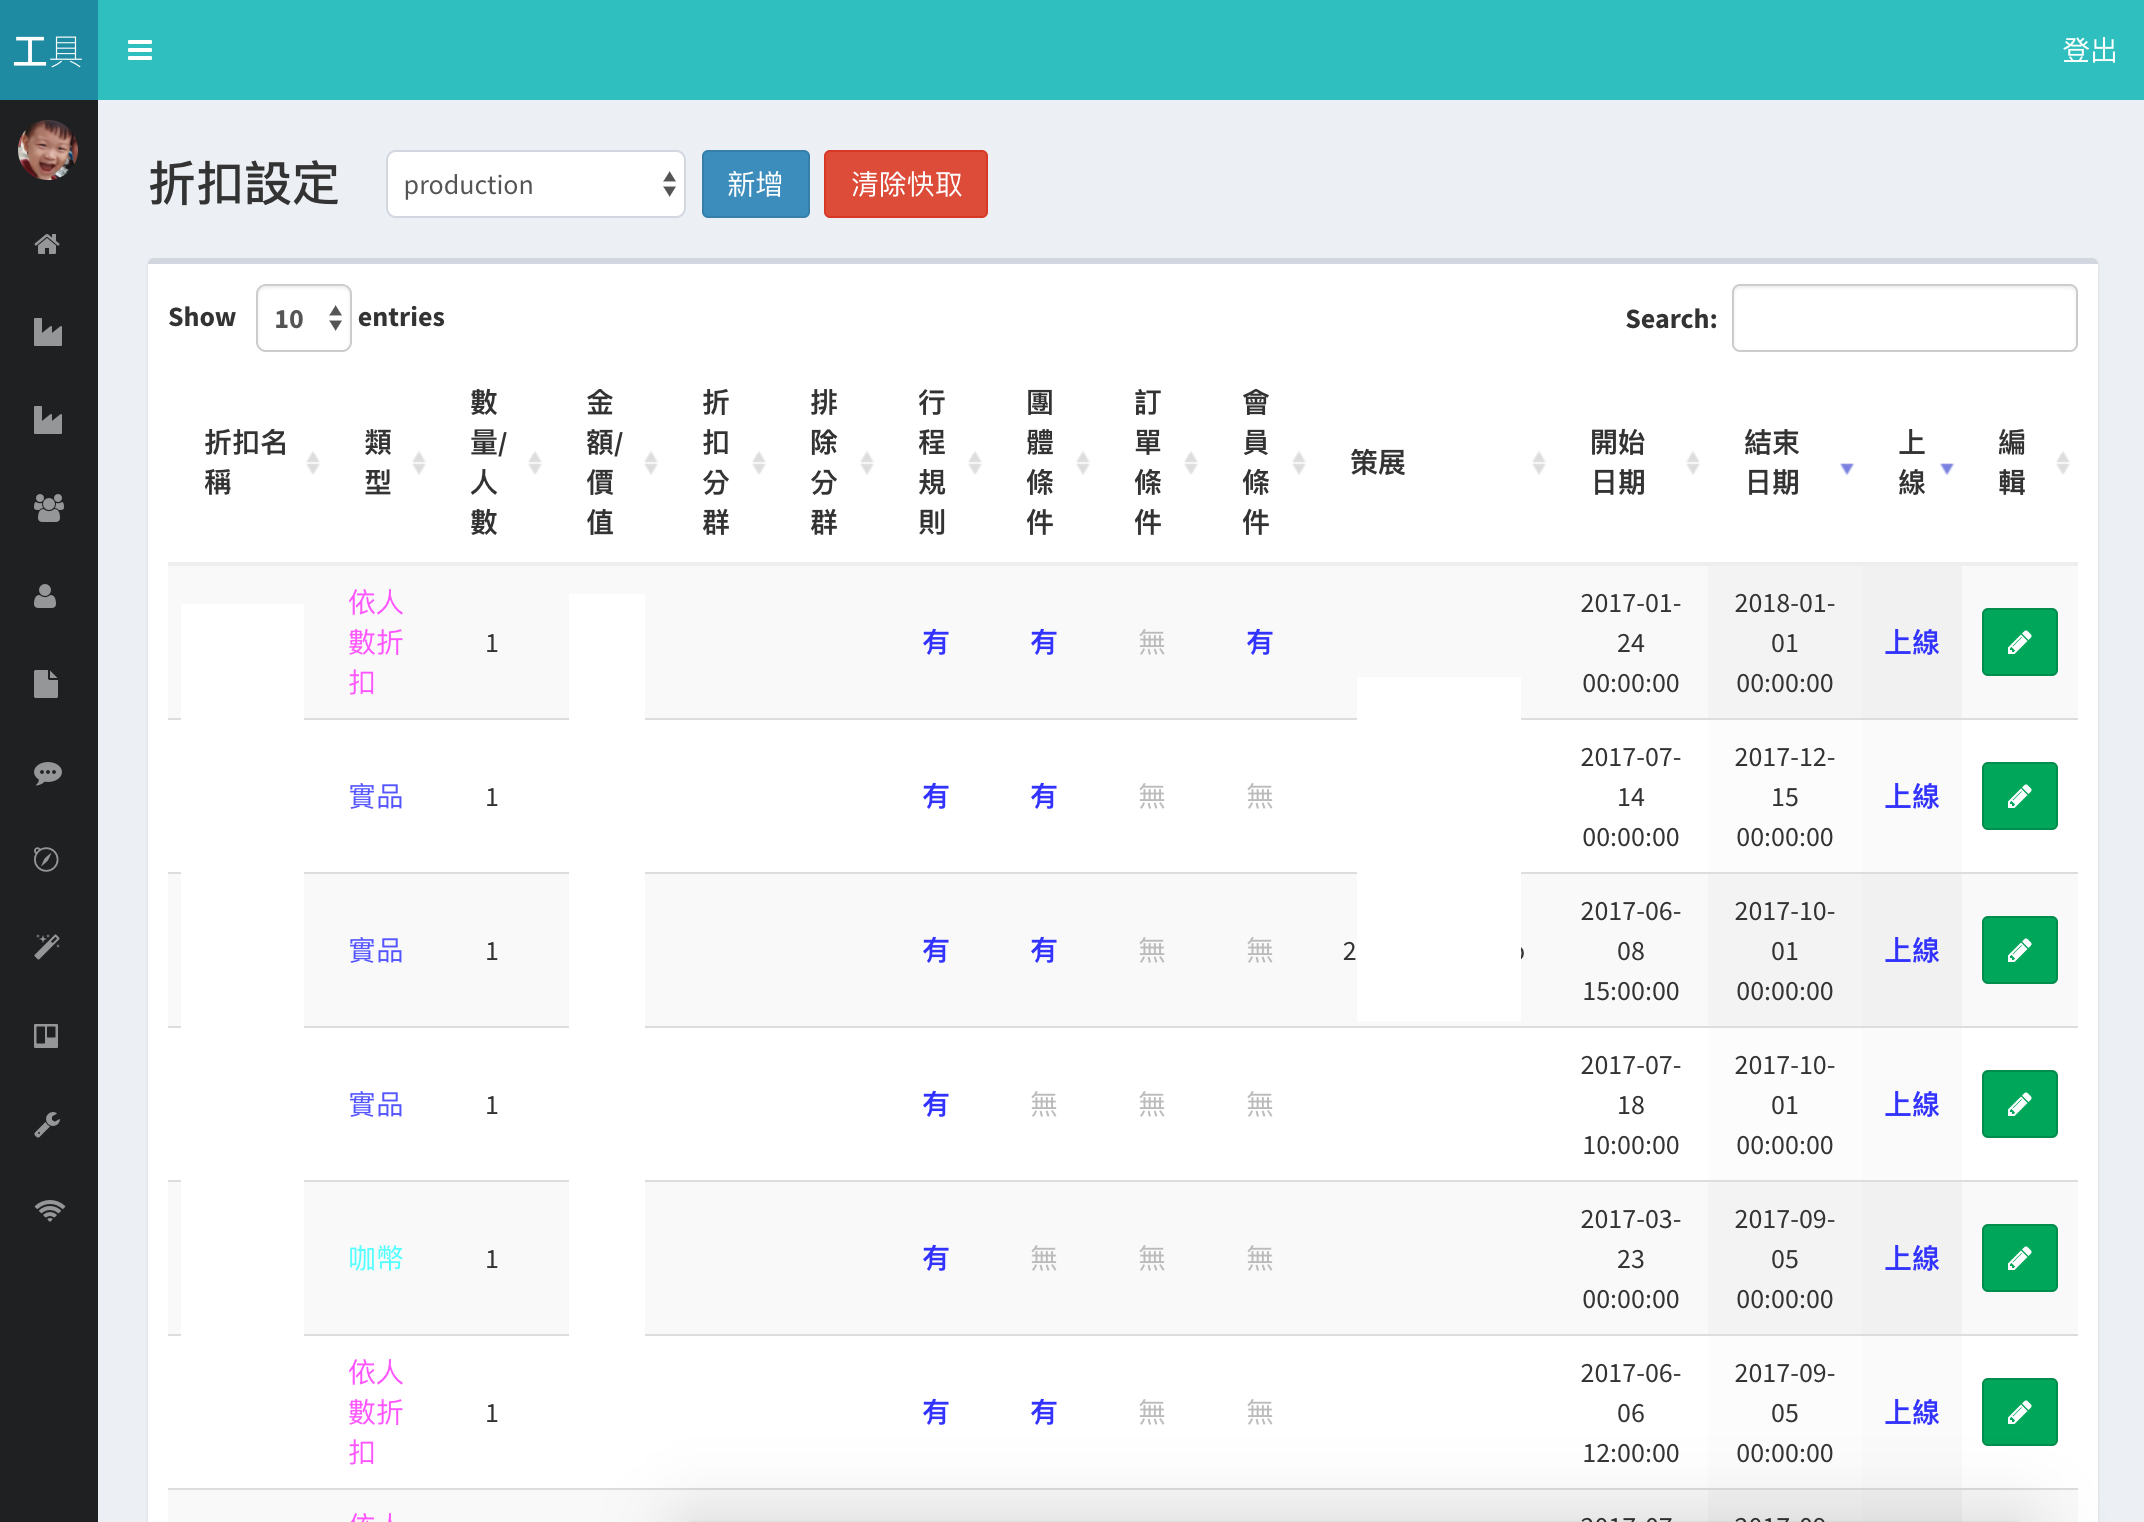 工具
登出
折扣設定
production
新增
清除快取
Show 10 entries
Search:
折扣名
稱
類
型
數
量/
人
數
金
額/
價
值
折
扣
分
群
排
除
分
群
行
程
規
則
團
體
條
件
訂
單
條
件
會
員
條
件
策展
開始
日期
結束
日期
上
線
編
輯
依人
數折
扣
1
有
有
無
有
2017-01-
24
00:00:00
2018-01-
01
00:00:00
上線
實品
1
有
有
無
無
2017-07-
14
00:00:00
2017-12-
15
00:00:00
上線
實品
1
有
有
無
無
2
2017-06-
08
15:00:00
2017-10-
01
00:00:00
上線
實品
1
有
無
無
無
2017-07-
18
10:00:00
2017-10-
01
00:00:00
上線
咖幣
1
有
無
無
無
2017-03-
23
00:00:00
2017-09-
05
00:00:00
上線
依人
數折
扣
1
有
有
無
無
2017-06-
06
12:00:00
2017-09-
05
00:00:00
上線